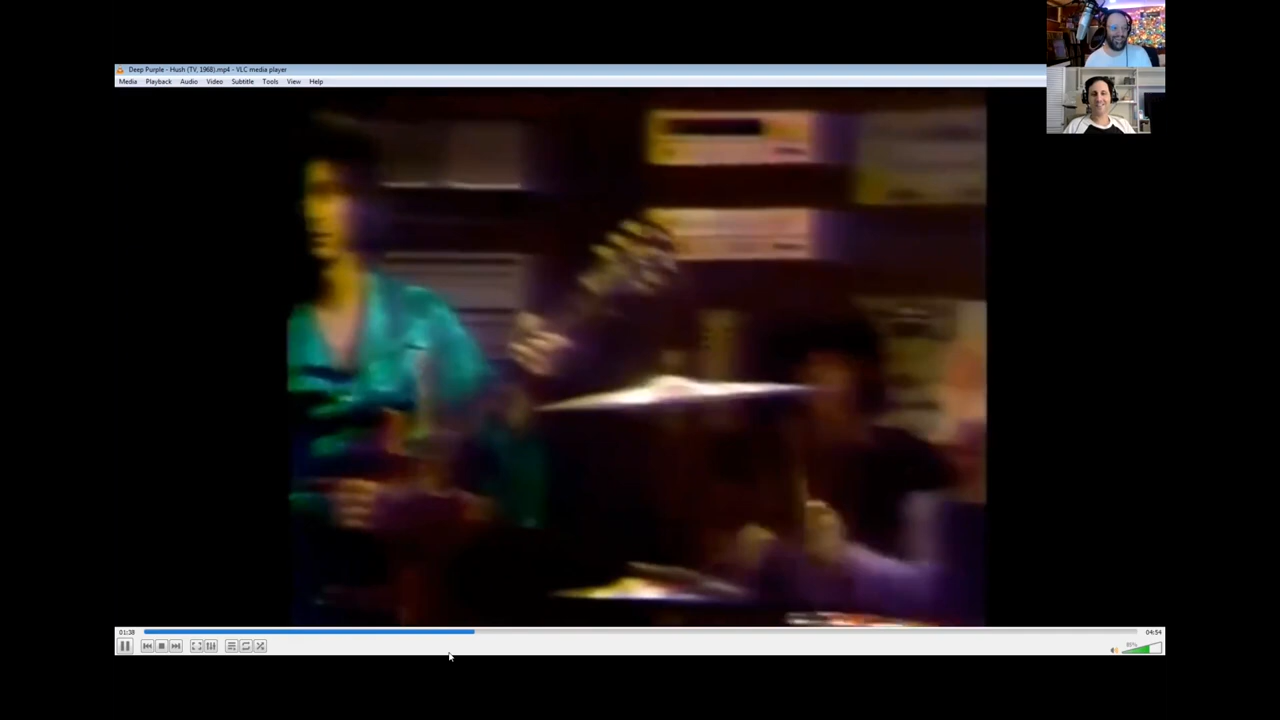 Deep Purple - Hush (TV, 1968).mp4 - VLC media player
Media Playback Audio Video Subtitle Tools View Help
01:38 04:54
80%